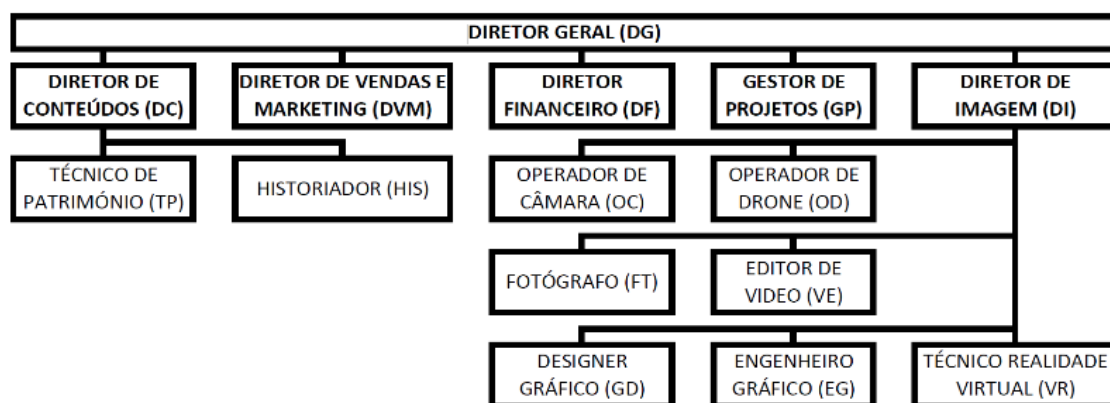 DIRETOR GERAL (DG)
DIRETOR DE
CONTEÚDOS (DC)
DIRETOR DE VENDAS E
MARKETING (DVM)
DIRETOR
FINANCEIRO (DF)
GESTOR DE
PROJETOS (GP)
DIRETOR DE
IMAGEM (DI)
TÉCNICO DE
PATRIMÓNIO (TP)
HISTORIADOR (HIS)
OPERADOR DE
CÂMARA (OC)
OPERADOR DE
DRONE (OD)
FOTÓGRAFO (FT)
EDITOR DE
VIDEO (VE)
DESIGNER
GRÁFICO (GD)
ENGENHEIRO
GRÁFICO (EG)
TÉCNICO REALIDADE
VIRTUAL (VR)